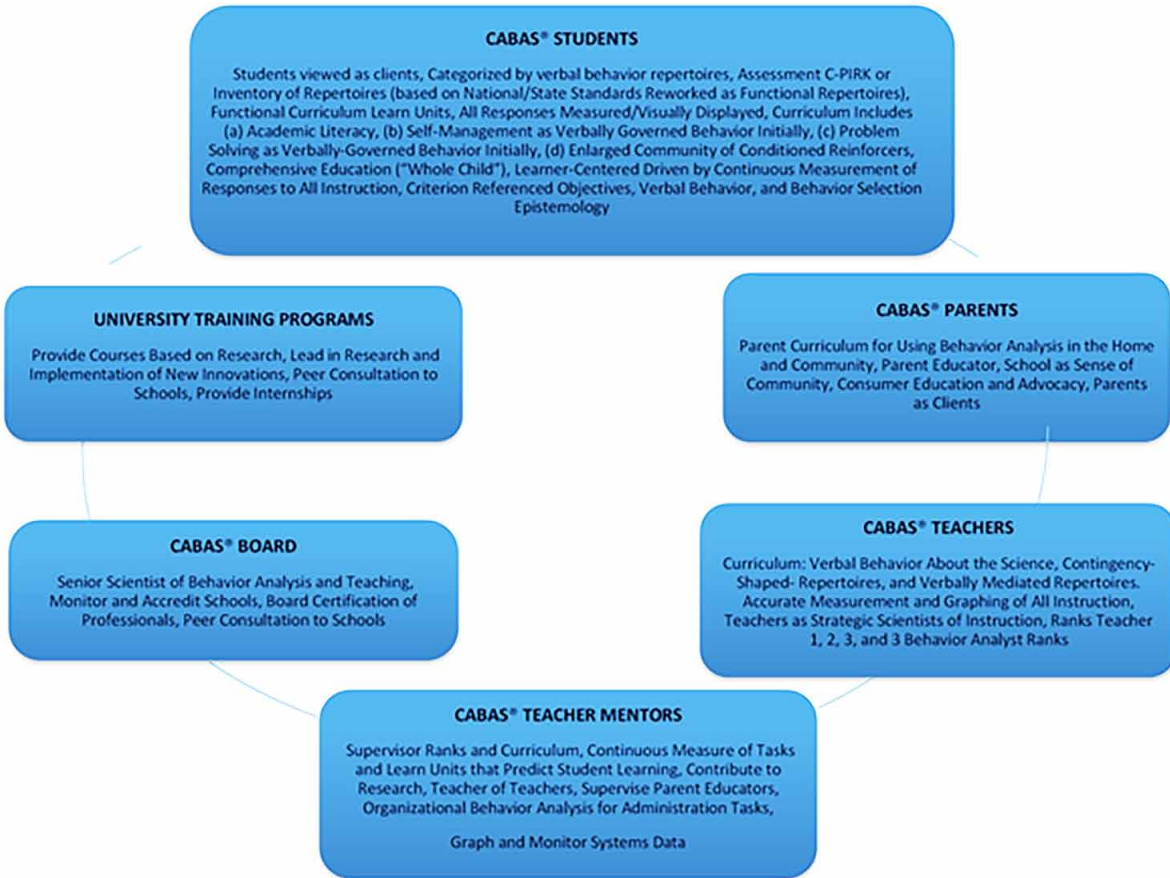 CABAS® STUDENTS
Students viewed as clients, Categorized by verbal behavior repertoires, Assessment C-PIRK or
Inventory of Repertoires (based on National/State Standards Reworked as Functional Repertoires),
Functional Curriculum Learn Units, All Responses Measured/Visually Displayed, Curriculum Includes
(a) Academic Literacy, (b) Self-Management as Verbally Governed Behavior Initially, (c) Problem
Solving as Verbally-Governed Behavior Initially, (d) Enlarged Community of Conditioned Reinforcers,
Comprehensive Education ("Whole Child"), Learner-Centered Driven by Continuous Measurement of
Responses to All Instruction, Criterion Referenced Objectives, Verbal Behavior, and Behavior Selection
Epistemology
CABAS® PARENTS
Parent Curriculum for Using Behavior Analysis in the Home
and Community, Parent Educator, School as Sense of
Community, Consumer Education and Advocacy, Parents
as Clients
CABAS® TEACHERS
Curriculum: Verbal Behavior About the Science, Contingency-
Shaped- Repertoires, and Verbally Mediated Repertoires.
Accurate Measurement and Graphing of All Instruction,
Teachers as Strategic Scientists of Instruction, Ranks Teacher
1, 2, 3, and 3 Behavior Analyst Ranks
CABAS® TEACHER MENTORS
Supervisor Ranks and Curriculum, Continuous Measure of Tasks
and Learn Units that Predict Student Learning, Contribute to
Research, Teacher of Teachers, Supervise Parent Educators,
Organizational Behavior Analysis for Administration Tasks,
Graph and Monitor Systems Data
CABAS® BOARD
Senior Scientist of Behavior Analysis and Teaching,
Monitor and Accredit Schools, Board Certification of
Professionals, Peer Consultation to Schools
UNIVERSITY TRAINING PROGRAMS
Provide Courses Based on Research, Lead in Research and
Implementation of New Innovations, Peer Consultation to
Schools, Provide Internships